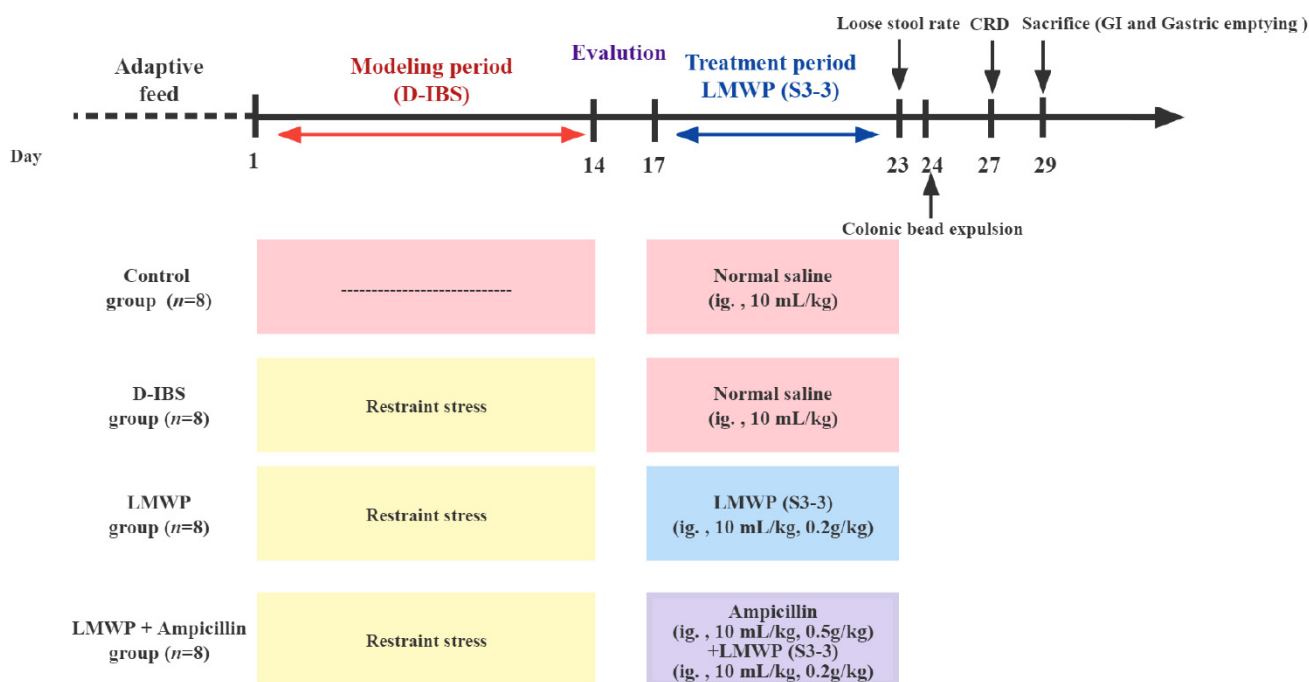 Loose stool rate CRD Sacrifice (GI and Gastric emptying )
Adaptive
feed
Modeling period
(D-IBS)
Evalution
Treatment period
LMWP (S3-3)
Day
1 14 17 23 24 27 29
Colonic bead expulsion
Control
group (n=8)
----------------------------
Normal saline
(ig. , 10 mL/kg)
D-IBS
group (n=8)
Restraint stress
Normal saline
(ig. , 10 mL/kg)
LMWP
group (n=8)
Restraint stress
LMWP (S3-3)
(ig. , 10 mL/kg, 0.2g/kg)
LMWP + Ampicillin
group (n=8)
Restraint stress
Ampicillin
(ig. , 10 mL/kg, 0.5g/kg)
+LMWP (S3-3)
(ig. , 10 mL/kg, 0.2g/kg)